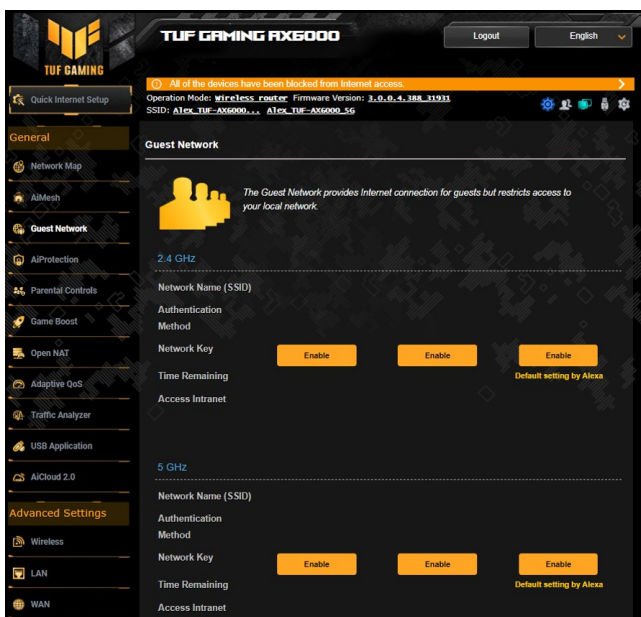 TUF GAMING
TUF GAMING AX6000
Logout
English
All of the devices have been blocked from Internet access.
Quick Internet Setup
Operation Mode: Wireless router Firmware Version: 3.0.0.4.388_31931
SSID: Alex_TUF-AX6000... Alex_TUF-AX6000_5G
General
Network Map
AiMesh
Guest Network
AiProtection
Parental Controls
Game Boost
Open NAT
Adaptive QoS
Traffic Analyzer
USB Application
AiCloud 2.0
Advanced Settings
Wireless
LAN
WAN
Guest Network
The Guest Network provides Internet connection for guests but restricts access to
your local network.
2.4 GHz
Network Name (SSID)
Authentication
Method
Network Key
Enable Enable Enable
Time Remaining
Default setting by Alexa
Access Intranet
5 GHz
Network Name (SSID)
Authentication
Method
Network Key
Enable Enable Enable
Time Remaining
Default setting by Alexa
Access Intranet